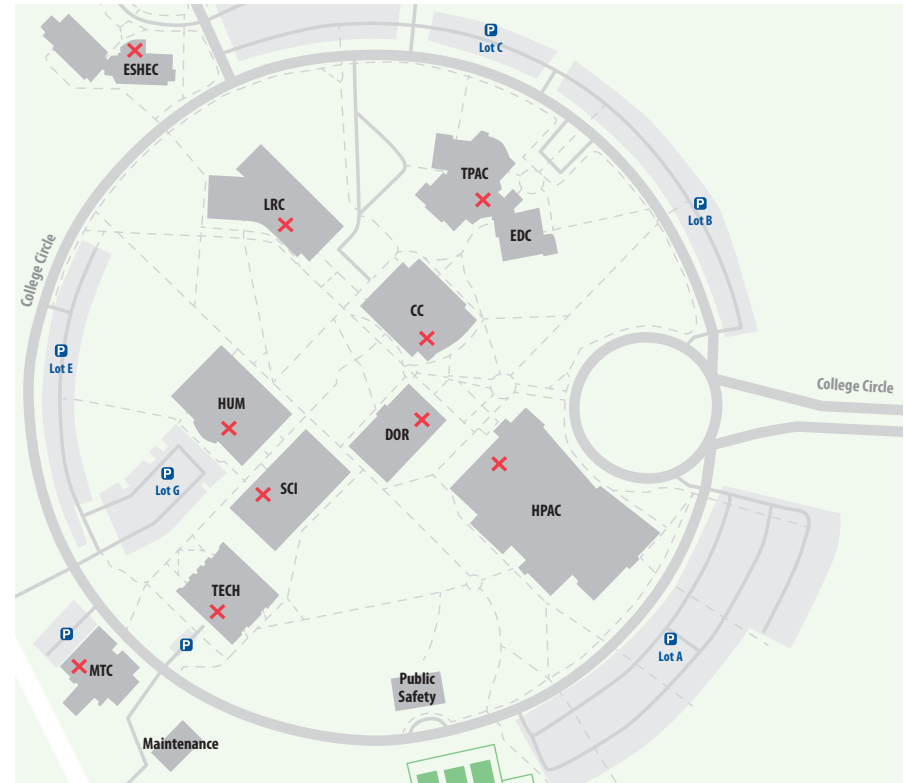 P
Lot C
ESHEC
TPAC
LRC
P
Lot B
EDC
College Circle
CC
P
Lot E
College Circle
HUM
DOR
P
Lot G
SCI
HPAC
TECH
P
P
P
Lot A
MTC
Public
Safety
Maintenance